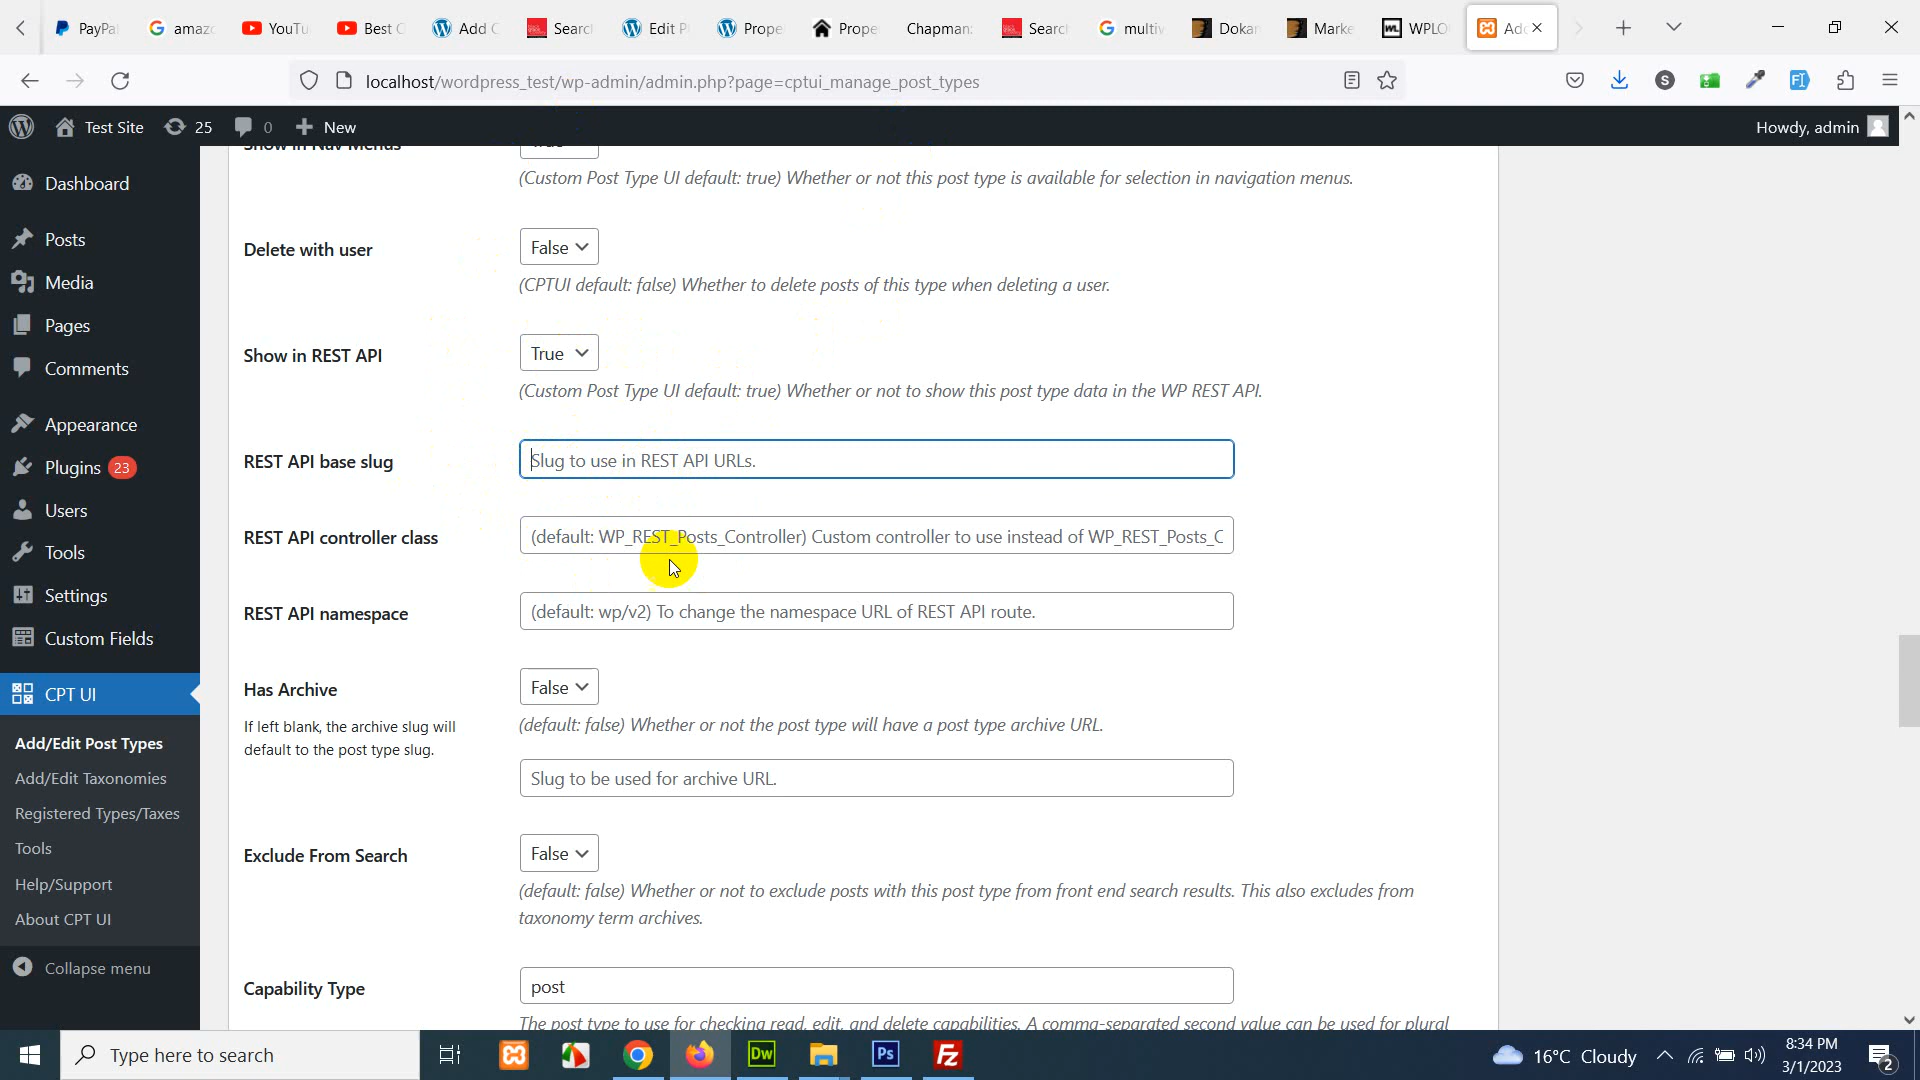 PayPa
amaz
YouTu
Best C
Add C
Search
Edit P
Prope
Prope
Chapman
Search
multiv
Dokan
Marke
WPLO
Ad
localhost/wordpress_test/wp-admin/admin.php?page=cptui_manage_post_types
Test Site
25
0
New
Howdy, admin
Dashboard
Posts
Media
Pages
Comments
Appearance
Plugins 23
Users
Tools
Settings
Custom Fields
CPT UI
Add/Edit Post Types
Add/Edit Taxonomies
Registered Types/Taxes
Tools
Help/Support
About CPT UI
Collapse menu
Show in Nav Menus
True
(Custom Post Type UI default: true) Whether or not this post type is available for selection in navigation menus.
Delete with user
False
(CPTUI default: false) Whether to delete posts of this type when deleting a user.
Show in REST API
True
(Custom Post Type UI default: true) Whether or not to show this post type data in the WP REST API.
REST API base slug
Slug to use in REST API URLs.
REST API controller class
(default: WP_REST_Posts_Controller) Custom controller to use instead of WP_REST_Posts_C
REST API namespace
(default: wp/v2) To change the namespace URL of REST API route.
Has Archive
If left blank, the archive slug will
default to the post type slug.
False
(default: false) Whether or not the post type will have a post type archive URL.
Slug to be used for archive URL.
Exclude From Search
False
(default: false) Whether or not to exclude posts with this post type from front end search results. This also excludes from
taxonomy term archives.
Capability Type
post
The post type to use for checking read, edit, and delete capabilities. A comma-separated second value can be used for plural
Type here to search
16°C Cloudy
8:34 PM
3/1/2023
2